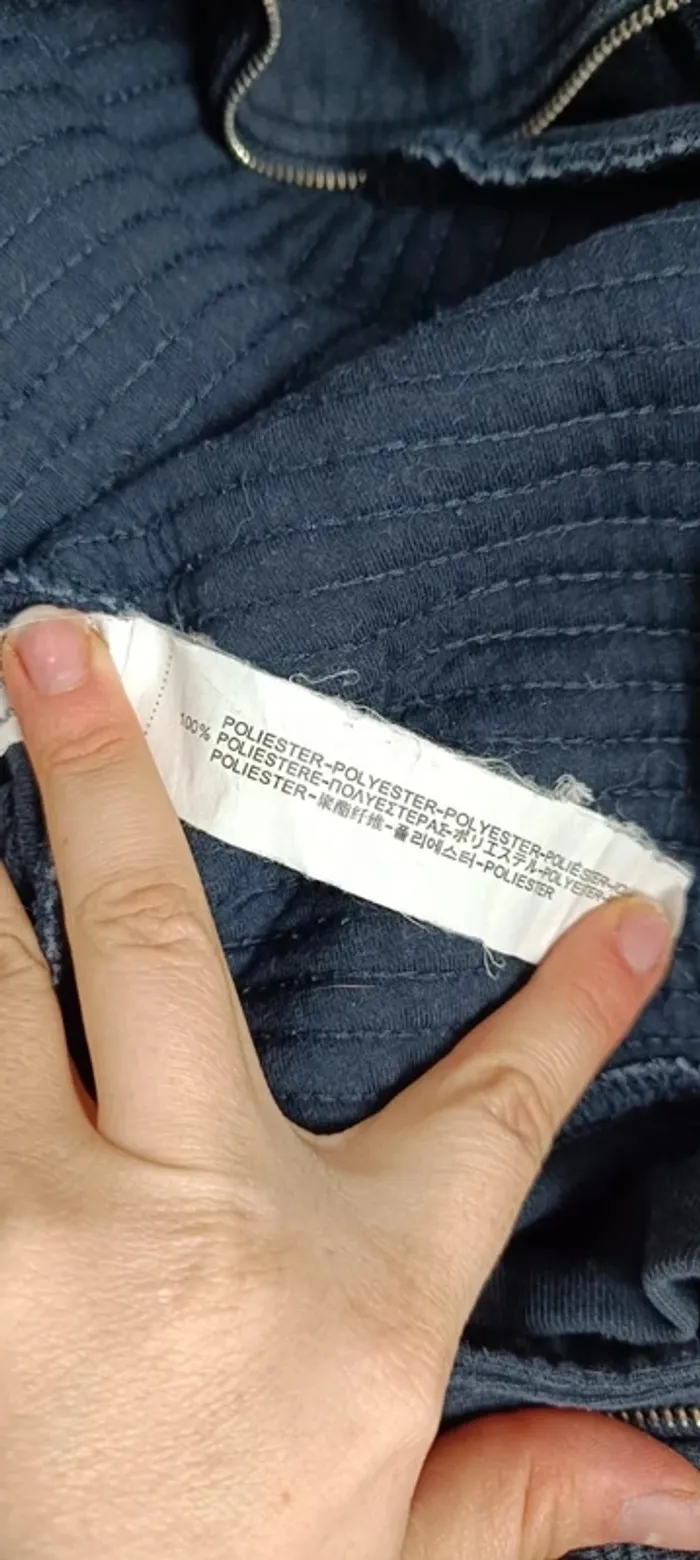 100% POLIESTER-POLYESTER-POLYESTER-POLIÉSTER-
POLIESTERE-ΠΟΛΥΕΣΤΕΡΑΣ-ポリエステル-POLYESTER-
POLIESTER-聚酯纤维-폴리에스터-POLIESTER